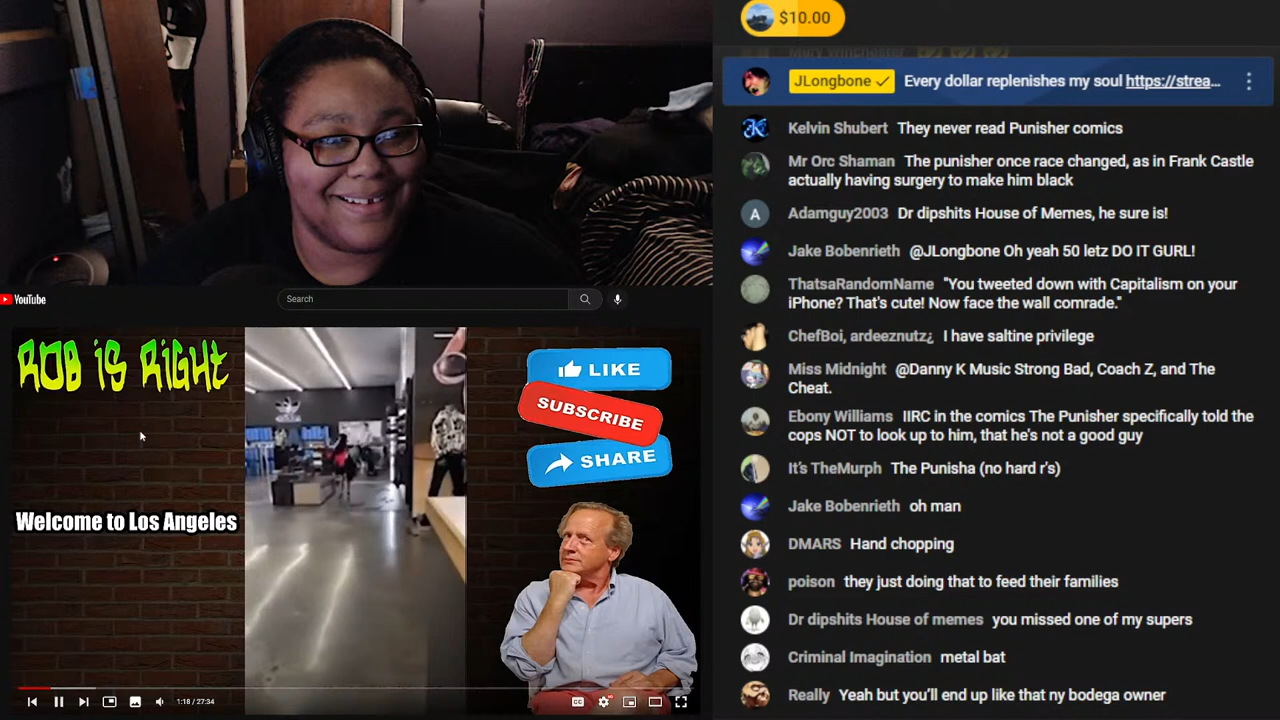 $10.00
JLongbone ✓ Every dollar replenishes my soul https://strea...
Kelvin Shubert They never read Punisher comics
Mr Orc Shaman The punisher once race changed, as in Frank Castle
actually having surgery to make him black
A Adamguy2003 Dr dipshits House of Memes, he sure is!
Jake Bobenrieth @JLongbone Oh yeah 50 letz DO IT GURL!
ThatsaRandomName "You tweeted down with Capitalism on your
iPhone? That's cute! Now face the wall comrade."
ChefBoi, ardeeznutz¿ I have saltine privilege
Miss Midnight @Danny K Music Strong Bad, Coach Z, and The
Cheat.
Ebony Williams IIRC in the comics The Punisher specifically told the
cops NOT to look up to him, that he's not a good guy
It's TheMurph The Punisha (no hard r's)
Jake Bobenrieth oh man
DMARS Hand chopping
poison they just doing that to feed their families
Dr dipshits House of memes you missed one of my supers
Criminal Imagination metal bat
Really Yeah but you'll end up like that ny bodega owner
YouTube
Search
ROB iS RiGHt
Welcome to Los Angeles
LIKE
SUBSCRIBE
SHARE
1:18 / 27:34
CC